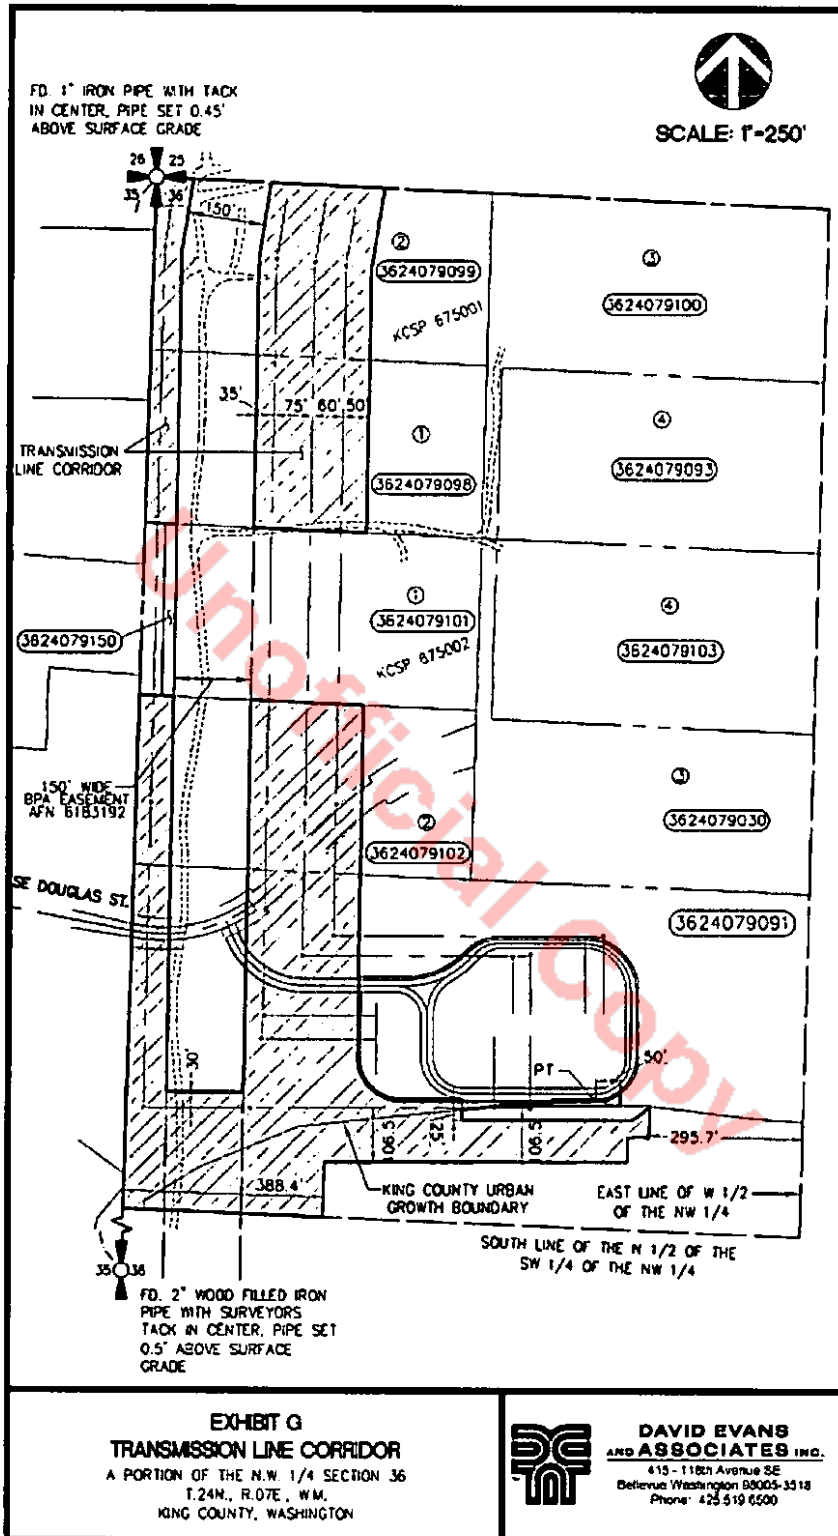 FD. 1" IRON PIPE WITH TACK
IN CENTER, PIPE SET 0.45'
ABOVE SURFACE GRADE
SCALE: 1"=250'
26 25
35 36
150'
2
3624079099
KCSP 675001
3
3624079100
35'
75' 60' 50'
1
3624079098
4
3624079093
TRANSMISSION
LINE CORRIDOR
1
3624079101
KCSP 675002
4
3624079103
3624079150
150' WIDE
BPA EASEMENT
AFN 6183192
2
3624079102
3
3624079030
SE DOUGLAS ST.
3624079091
30'
PT
50'
106.5'
125'
106.5'
295.7'
388.4'
KING COUNTY URBAN
GROWTH BOUNDARY
EAST LINE OF W 1/2
OF THE NW 1/4
SOUTH LINE OF THE N 1/2 OF THE
SW 1/4 OF THE NW 1/4
35 36
FD. 2" WOOD FILLED IRON
PIPE WITH SURVEYORS
TACK IN CENTER, PIPE SET
0.5' ABOVE SURFACE
GRADE
Unofficial Copy
EXHIBIT G
TRANSMISSION LINE CORRIDOR
A PORTION OF THE N.W. 1/4 SECTION 36
T.24N., R.07E., W.M.
KING COUNTY, WASHINGTON
DAVID EVANS
AND ASSOCIATES INC.
415 - 118th Avenue SE
Bellevue Washington 98005-3518
Phone: 425.519.6500